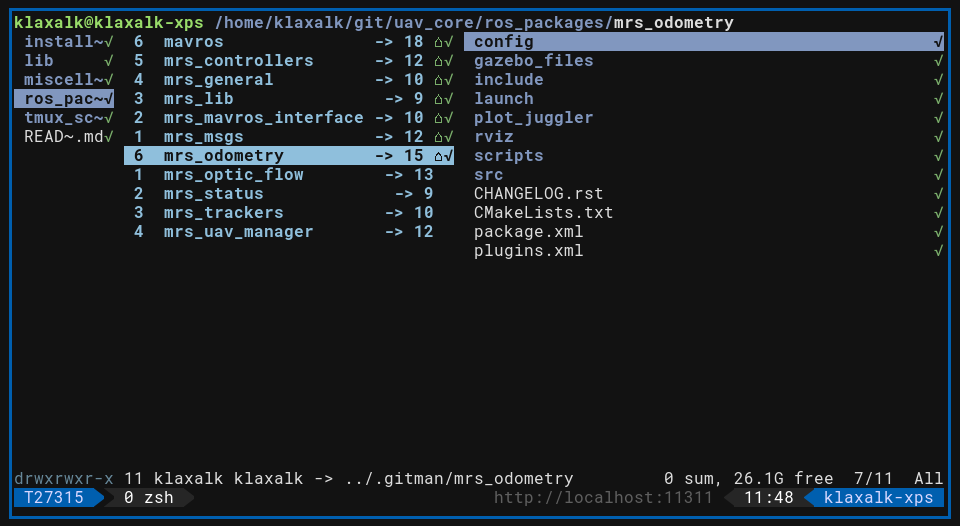 klaxalk@klaxalk-xps /home/klaxalk/git/uav_core/ros_packages/mrs_odometry
install~√ 6 mavros -> 18 ⌂√ config √
lib √ 5 mrs_controllers -> 12 ⌂√ gazebo_files √
miscell~√ 4 mrs_general -> 10 ⌂√ include √
ros_pac~√ 3 mrs_lib -> 9 ⌂√ launch √
tmux_sc~√ 2 mrs_mavros_interface -> 10 ⌂√ plot_juggler √
READ~.md√ 1 mrs_msgs -> 12 ⌂√ rviz √
6 mrs_odometry -> 15 ⌂√ scripts √
1 mrs_optic_flow -> 13 src √
2 mrs_status -> 9 CHANGELOG.rst √
3 mrs_trackers -> 10 CMakeLists.txt √
4 mrs_uav_manager -> 12 package.xml √
plugins.xml √
drwxrwxr-x 11 klaxalk klaxalk -> ../.gitman/mrs_odometry 0 sum, 26.1G free 7/11 All
T27315 0 zsh http://localhost:11311 11:48 klaxalk-xps